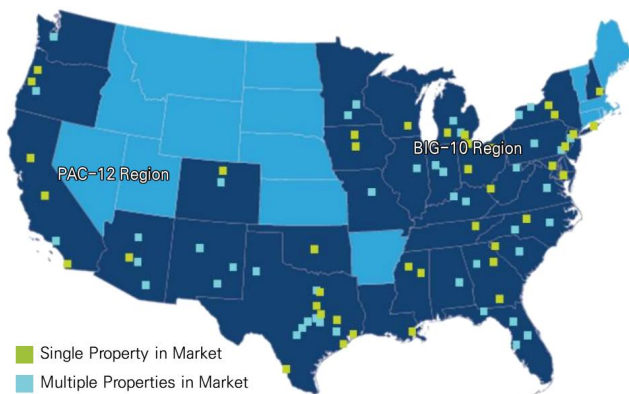 PAC-12 Region
BIG-10 Region
Single Property in Market
Multiple Properties in Market